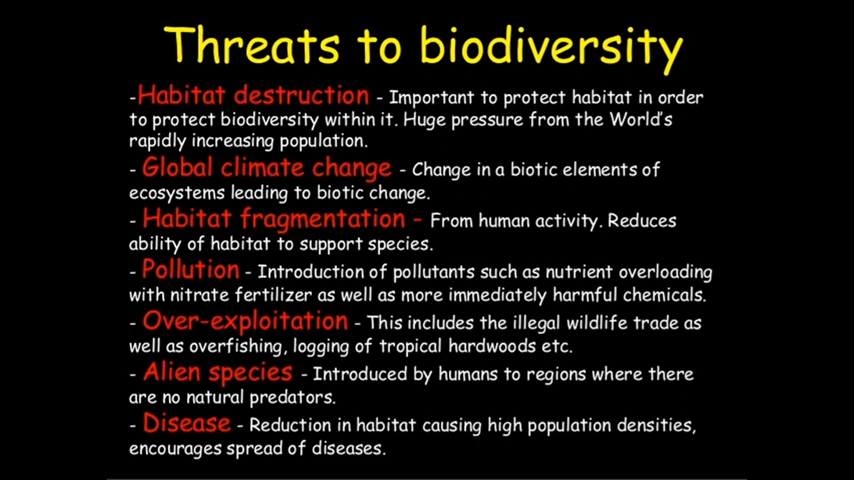 Threats to biodiversity
-Habitat destruction - Important to protect habitat in order
to protect biodiversity within it. Huge pressure from the World's
rapidly increasing population.
- Global climate change - Change in a biotic elements of
ecosystems leading to biotic change.
- Habitat fragmentation - From human activity. Reduces
ability of habitat to support species.
- Pollution - Introduction of pollutants such as nutrient overloading
with nitrate fertilizer as well as more immediately harmful chemicals.
- Over-exploitation - This includes the illegal wildlife trade as
well as overfishing, logging of tropical hardwoods etc.
- Alien species - Introduced by humans to regions where there
are no natural predators.
- Disease - Reduction in habitat causing high population densities,
encourages spread of diseases.